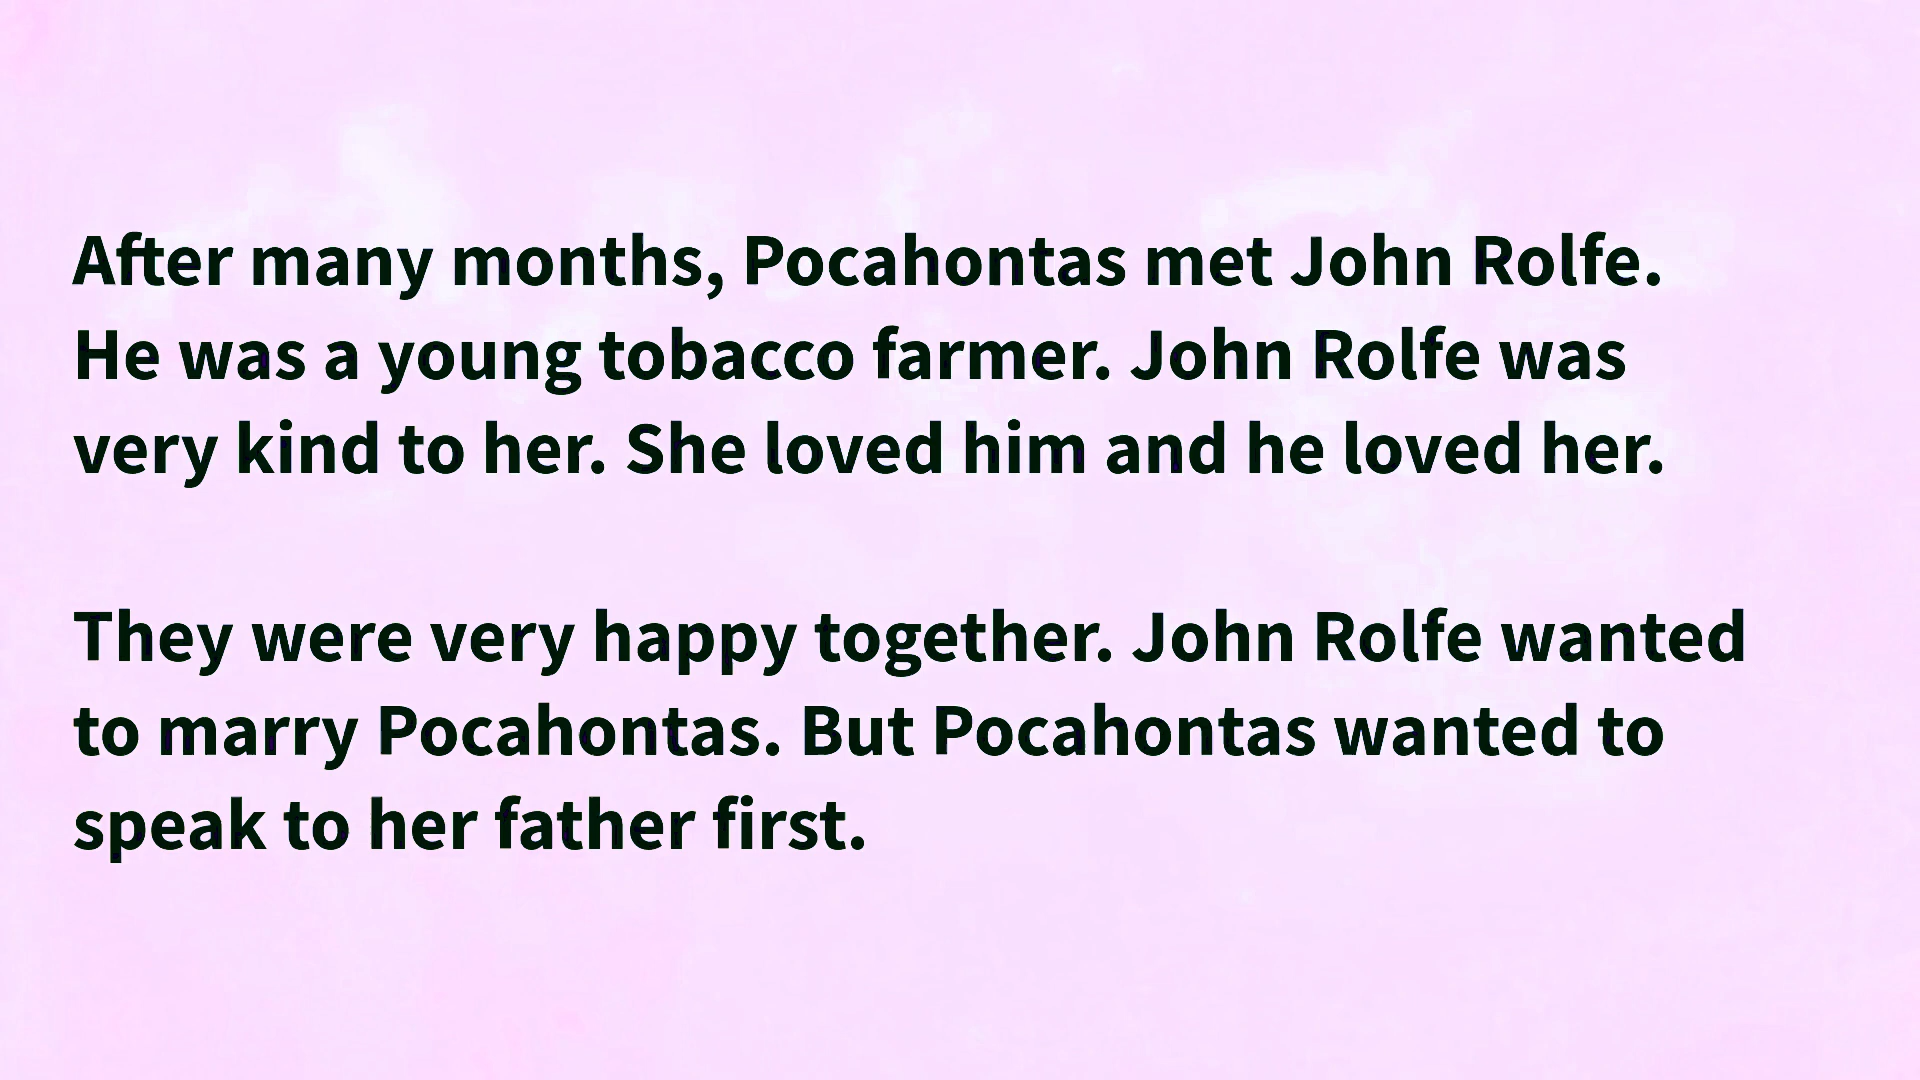 After many months, Pocahontas met John Rolfe.
He was a young tobacco farmer. John Rolfe was
very kind to her. She loved him and he loved her.
They were very happy together. John Rolfe wanted
to marry Pocahontas. But Pocahontas wanted to
speak to her father first.